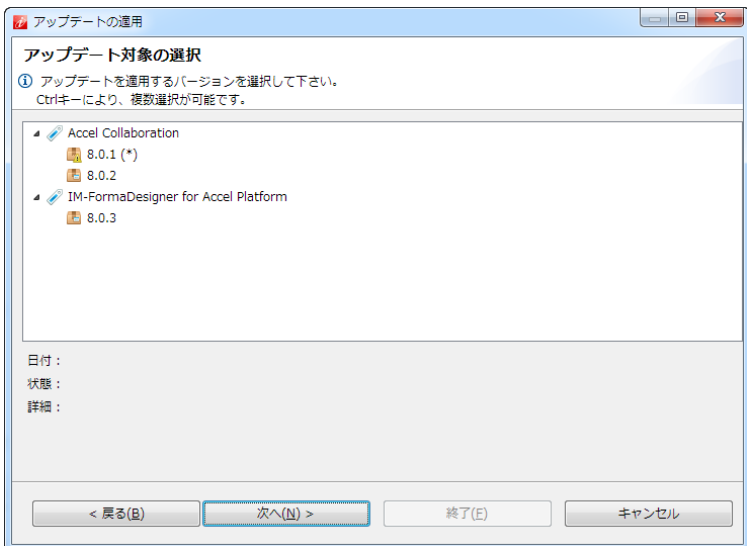 アップデートの適用
アップデート対象の選択
アップデートを適用するバージョンを選択して下さい。
Ctrlキーにより、複数選択が可能です。
Accel Collaboration
8.0.1 (*)
8.0.2
IM-FormaDesigner for Accel Platform
8.0.3
日付：
状態：
詳細：
< 戻る(B)
次へ(N) >
終了(F)
キャンセル